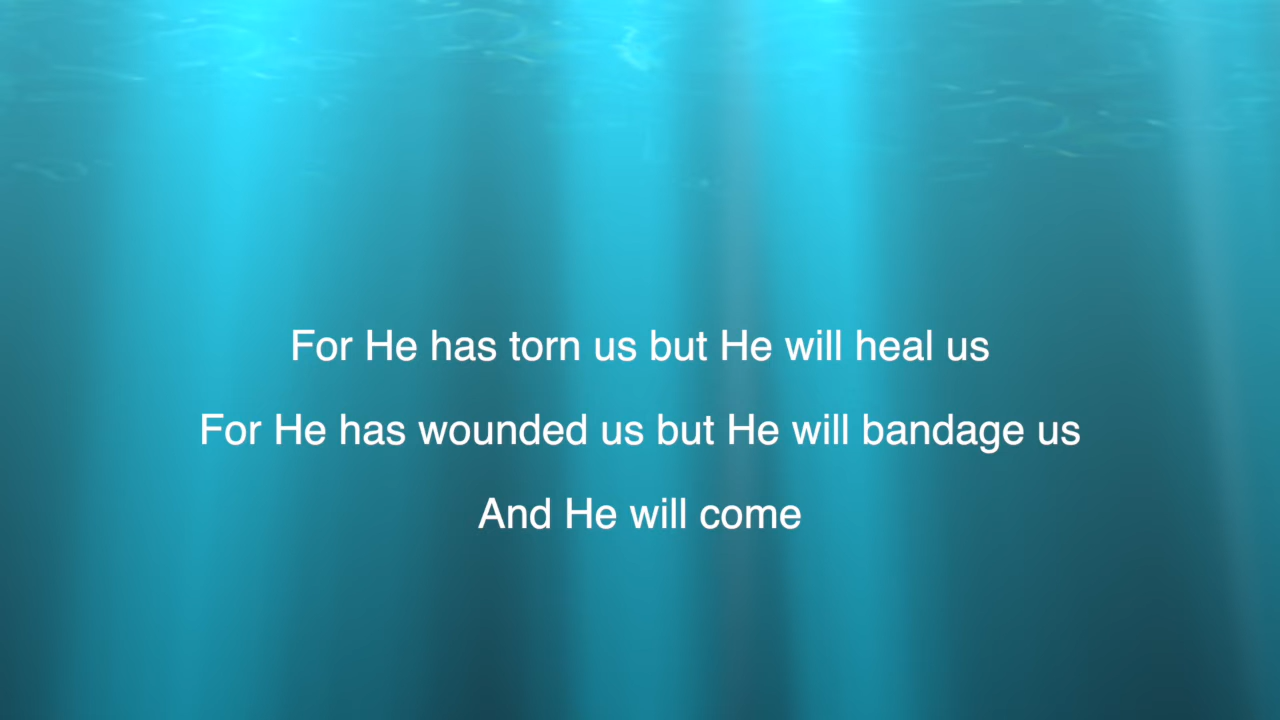 For He has torn us but He will heal us
For He has wounded us but He will bandage us
And He will come